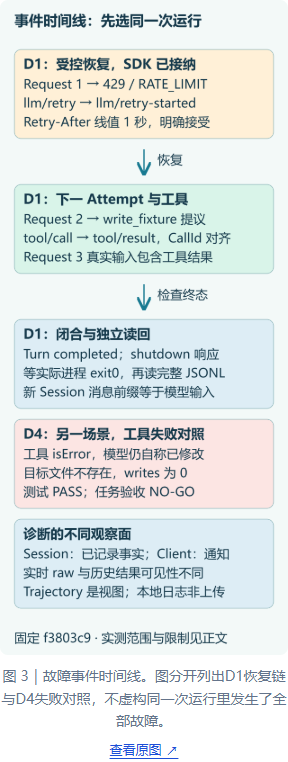 事件时间线：先选同一次运行
D1：受控恢复，SDK 已接纳
Request 1 → 429 / RATE_LIMIT
llm/retry → llm/retry-started
Retry-After 线值 1 秒，明确接受
恢复
D1：下一 Attempt 与工具
Request 2 → write_fixture 提议
tool/call → tool/result，CallId 对齐
Request 3 真实输入包含工具结果
检查终态
D1：闭合与独立读回
Turn completed；shutdown 响应
等实际进程 exit0，再读完整 JSONL
新 Session 消息前缀等于模型输入
D4：另一场景，工具失败对照
工具 isError，模型仍自称已修改
目标文件不存在，writes 为 0
测试 PASS；任务验收 NO-GO
诊断的不同观察面
Session：已记录事实；Client：通知
实时 raw 与历史结果可见性不同
Trajectory 是视图；本地日志非上传
固定 f3803c9 · 实测范围与限制见正文
图 3 | 故障事件时间线。图分开列出D1恢复链
与D4失败对照，不虚构同一次运行里发生了全
部故障。
查看原图 ↗